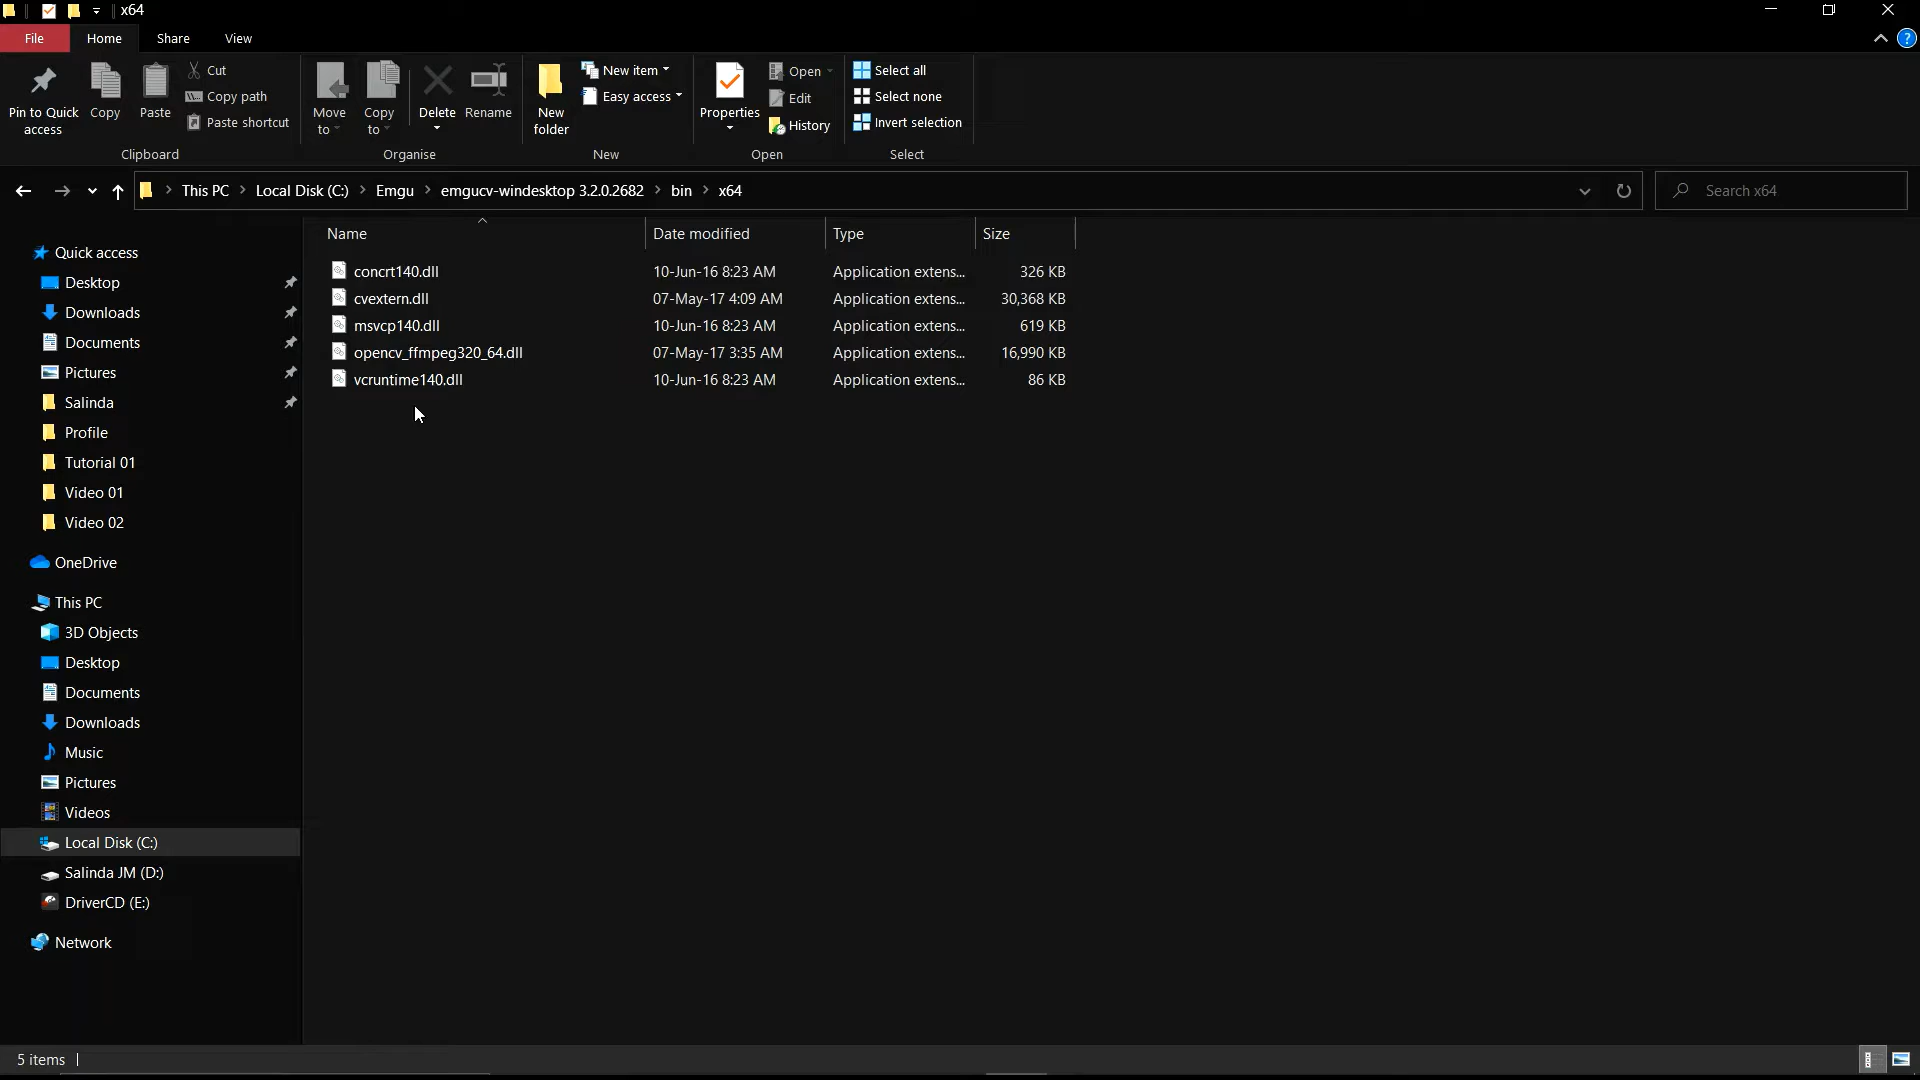 x64
File Home Share View
Pin to Quick access
Copy
Paste
Cut
Copy path
Paste shortcut
Clipboard
Move to
Copy to
Delete
Rename
Organise
New folder
New item
Easy access
New
Properties
Open
Edit
History
Open
Select all
Select none
Invert selection
Select
This PC Local Disk (C:) Emgu emgucv-windesktop 3.2.0.2682 bin x64
Search x64
Quick access
Desktop
Downloads
Documents
Pictures
Salinda
Profile
Tutorial 01
Video 01
Video 02
OneDrive
This PC
3D Objects
Desktop
Documents
Downloads
Music
Pictures
Videos
Local Disk (C:)
Salinda JM (D:)
DriverCD (E:)
Network
Name Date modified Type Size
concrt140.dll 10-Jun-16 8:23 AM Application extens... 326 KB
cvextern.dll 07-May-17 4:09 AM Application extens... 30,368 KB
msvcp140.dll 10-Jun-16 8:23 AM Application extens... 619 KB
opencv_ffmpeg320_64.dll 07-May-17 3:35 AM Application extens... 16,990 KB
vcruntime140.dll 10-Jun-16 8:23 AM Application extens... 86 KB
5 items